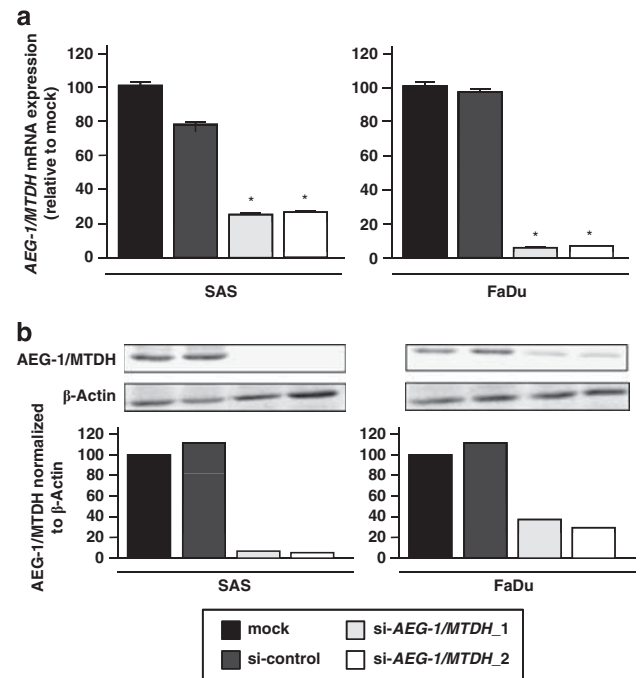 a
AEG-1/MTDH mRNA expression
(relative to mock)
120
100
80
60
40
20
0
*
*
SAS
120
100
80
60
40
20
0
*
*
FaDu
b
AEG-1/MTDH
β-Actin
AEG-1/MTDH normalized
to β-Actin
120
100
80
60
40
20
0
SAS
120
100
80
60
40
20
0
FaDu
mock
si-AEG-1/MTDH_1
si-control
si-AEG-1/MTDH_2